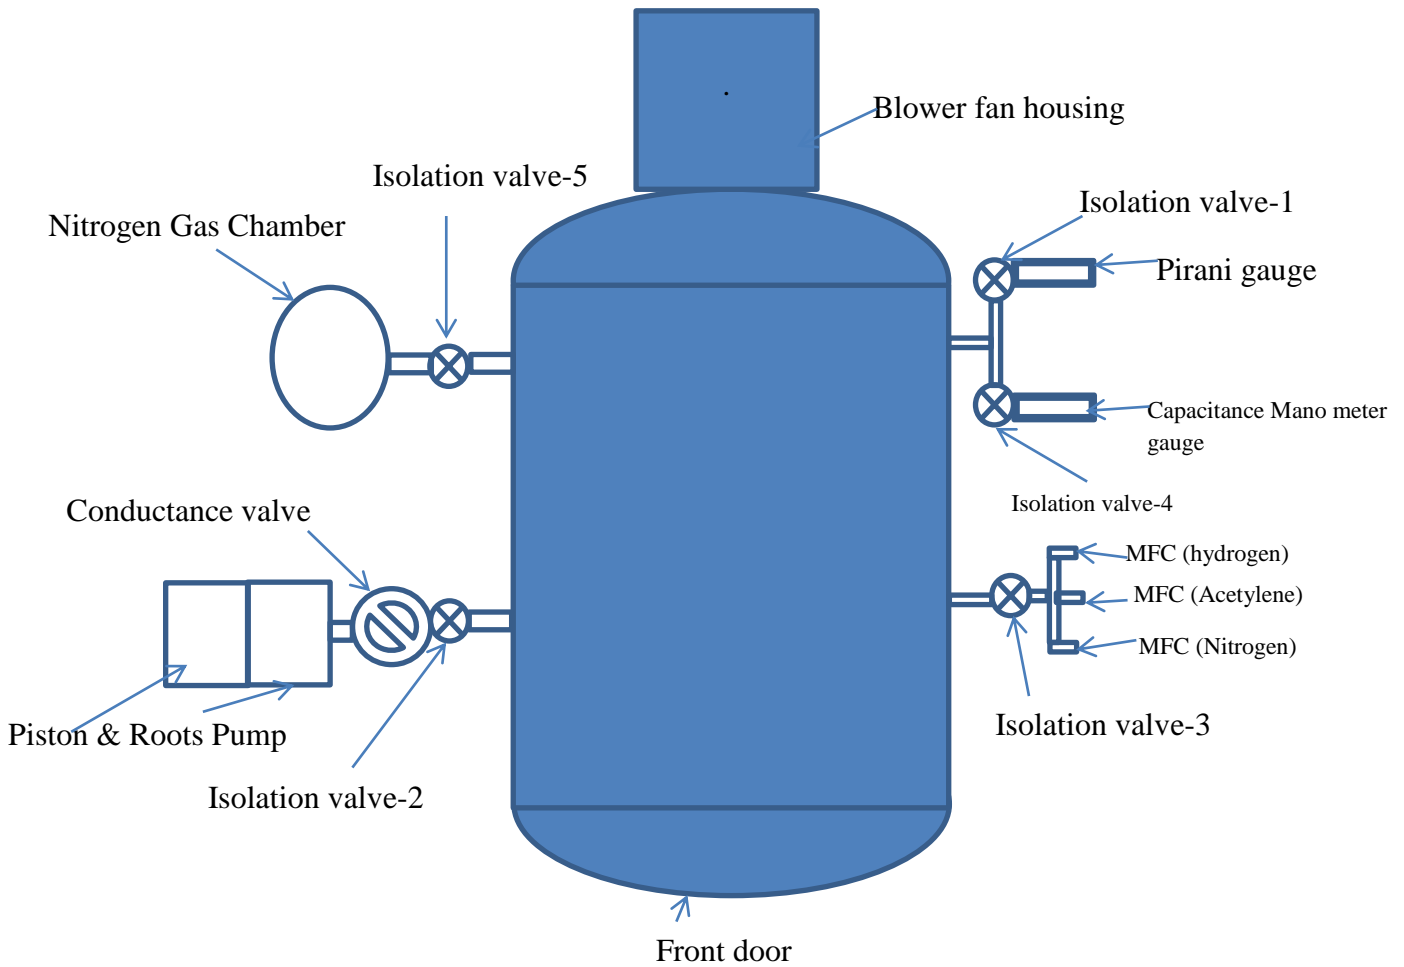 Blower fan housing
Isolation valve-5
Isolation valve-1
Nitrogen Gas Chamber
Pirani gauge
Capacitance Mano meter
gauge
Conductance valve
Isolation valve-4
MFC (hydrogen)
MFC (Acetylene)
MFC (Nitrogen)
Piston & Roots Pump
Isolation valve-3
Isolation valve-2
Front door